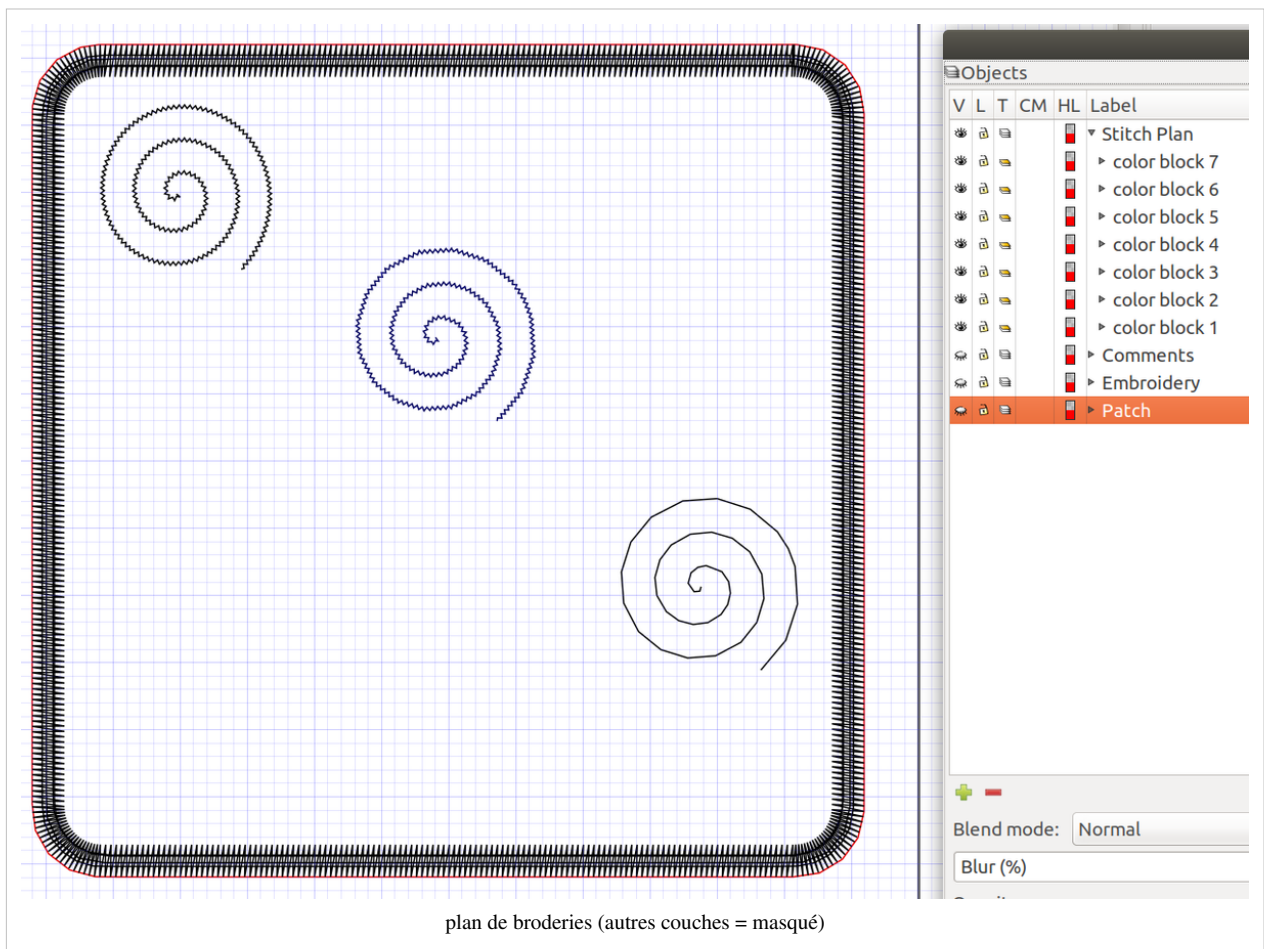 Objects
V L T CM HL Label
Stitch Plan
color block 7
color block 6
color block 5
color block 4
color block 3
color block 2
color block 1
Comments
Embroidery
Patch
Blend mode: Normal
Blur (%)
plan de broderies (autres couches = masqué)